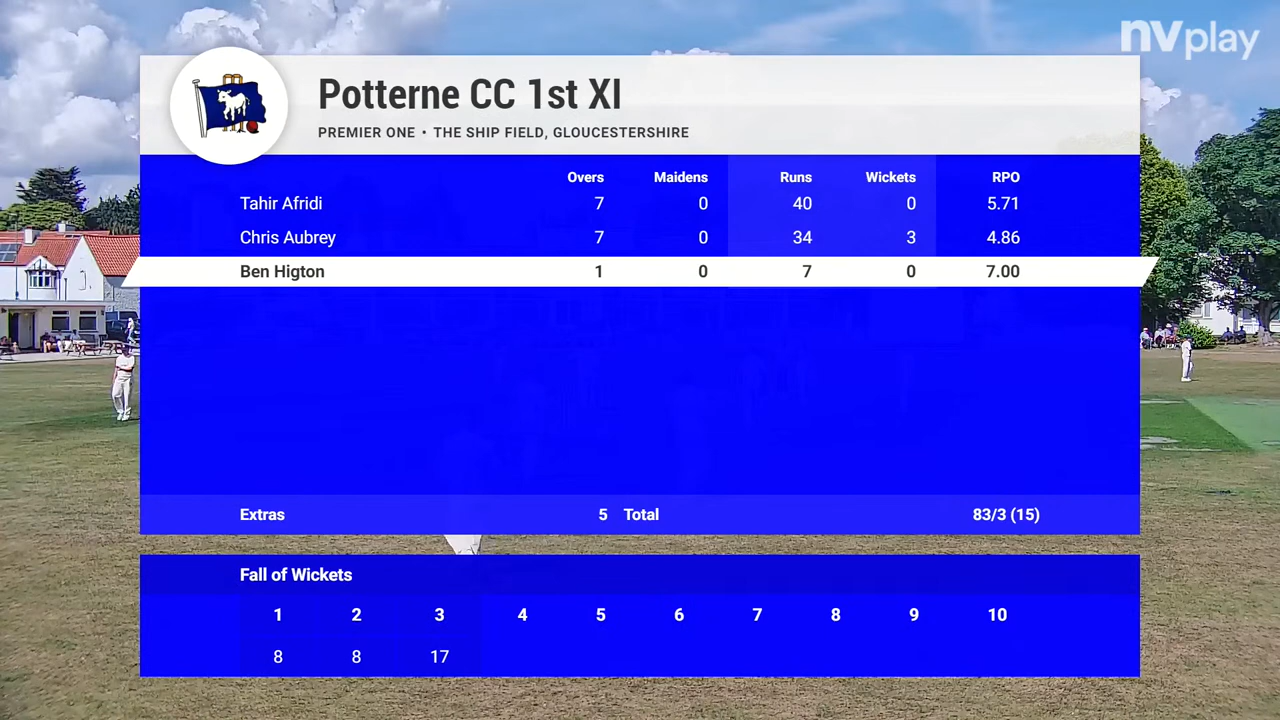 nvplay
Potterne CC 1st XI
PREMIER ONE • THE SHIP FIELD, GLOUCESTERSHIRE
Overs Maidens Runs Wickets RPO
Tahir Afridi 7 0 40 0 5.71
Chris Aubrey 7 0 34 3 4.86
Ben Higton 1 0 7 0 7.00
Extras 5 Total 83/3 (15)
Fall of Wickets
1 2 3 4 5 6 7 8 9 10
8 8 17